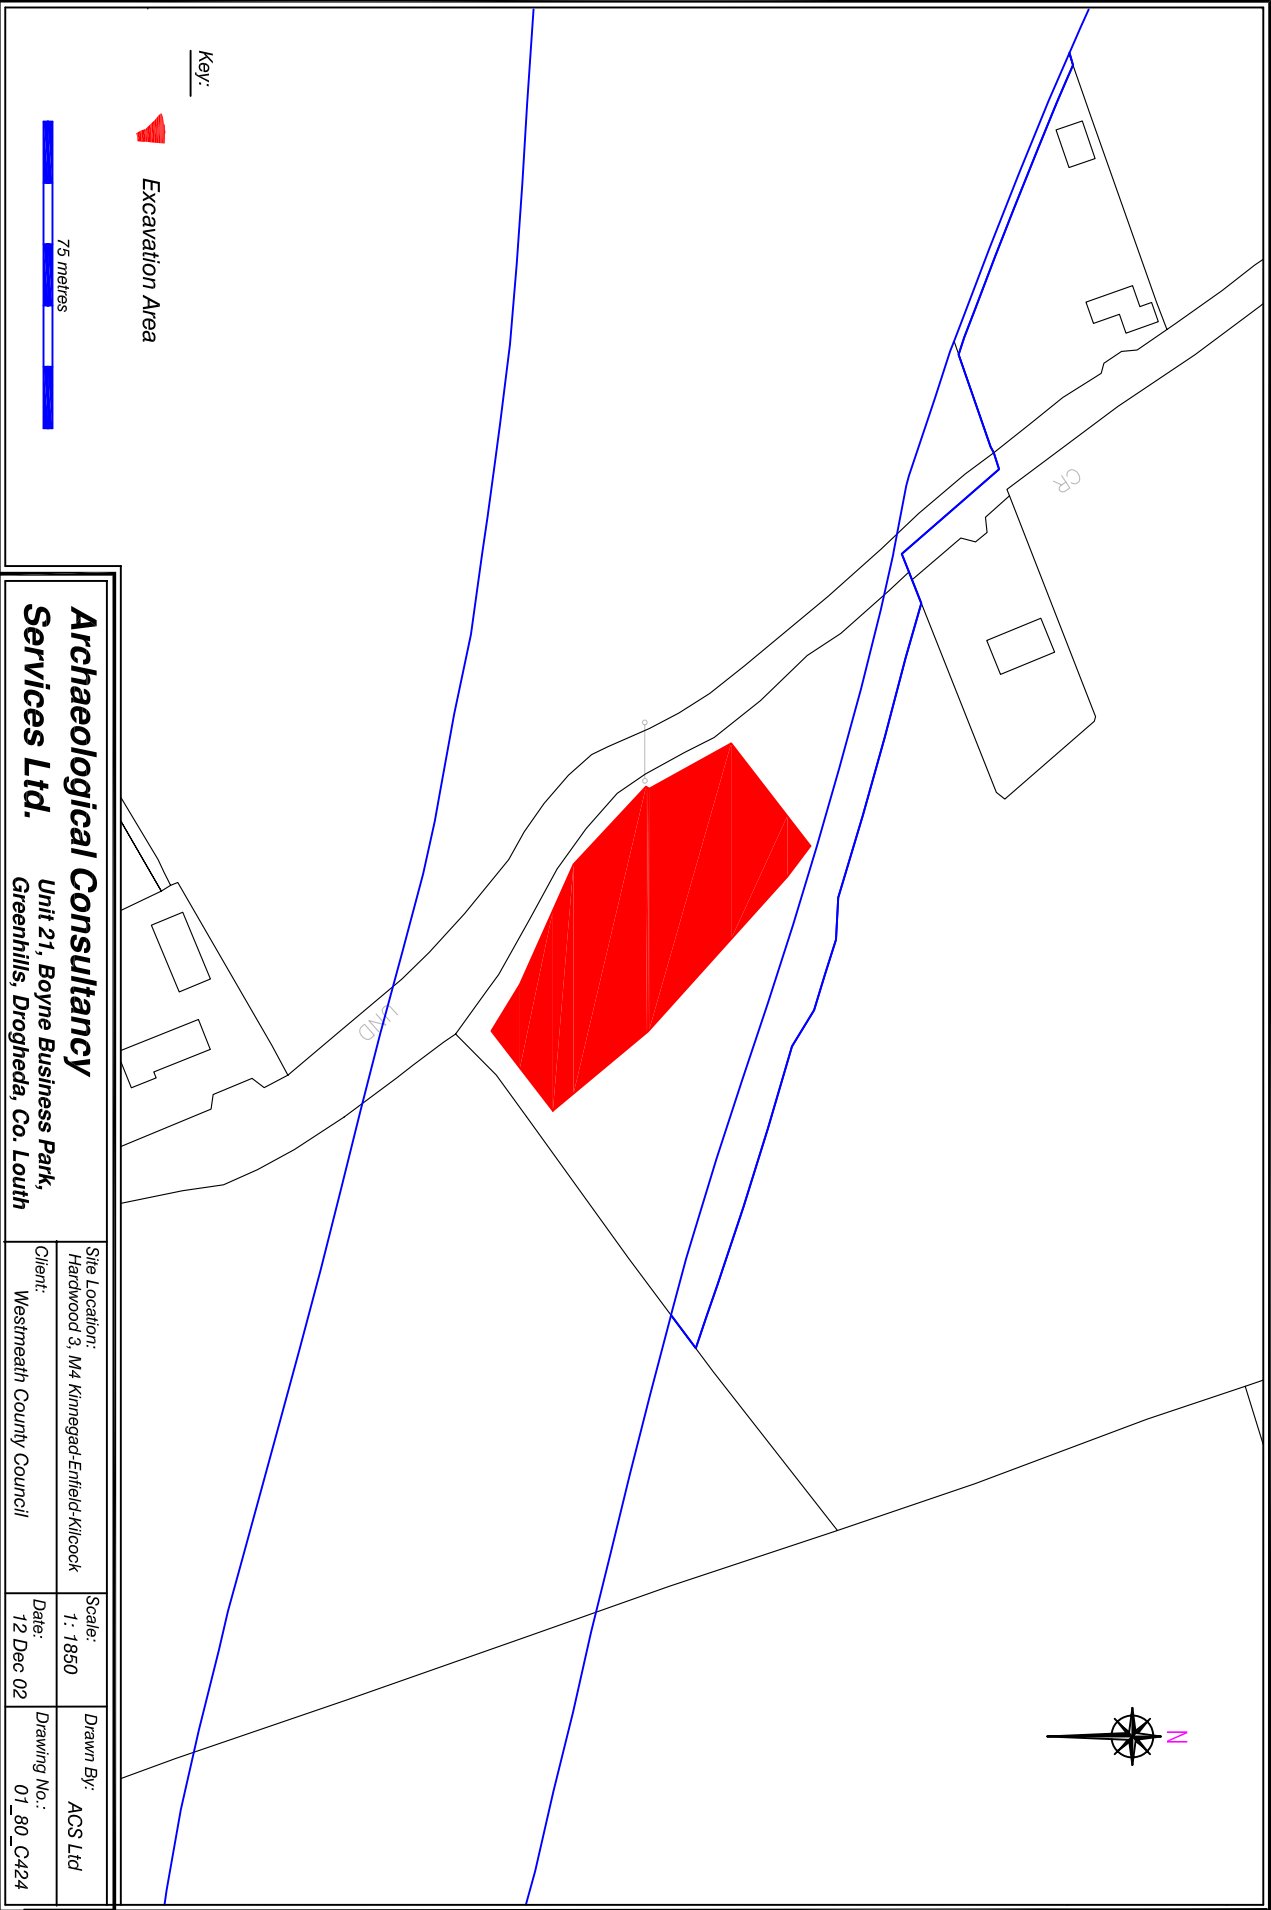 N
CR
UND
Key:
Excavation Area
75 metres
Archaeological Consultancy
Services Ltd.
Unit 21, Boyne Business Park,
Greenhills, Drogheda, Co. Louth
Site Location:
Hardwood 3, M4 Kinnegad-Enfield-Kilcock
Client:
Westmeath County Council
Scale:
1: 1850
Date:
12 Dec 02
Drawn By: ACS Ltd
Drawing No.:
01_80_C424